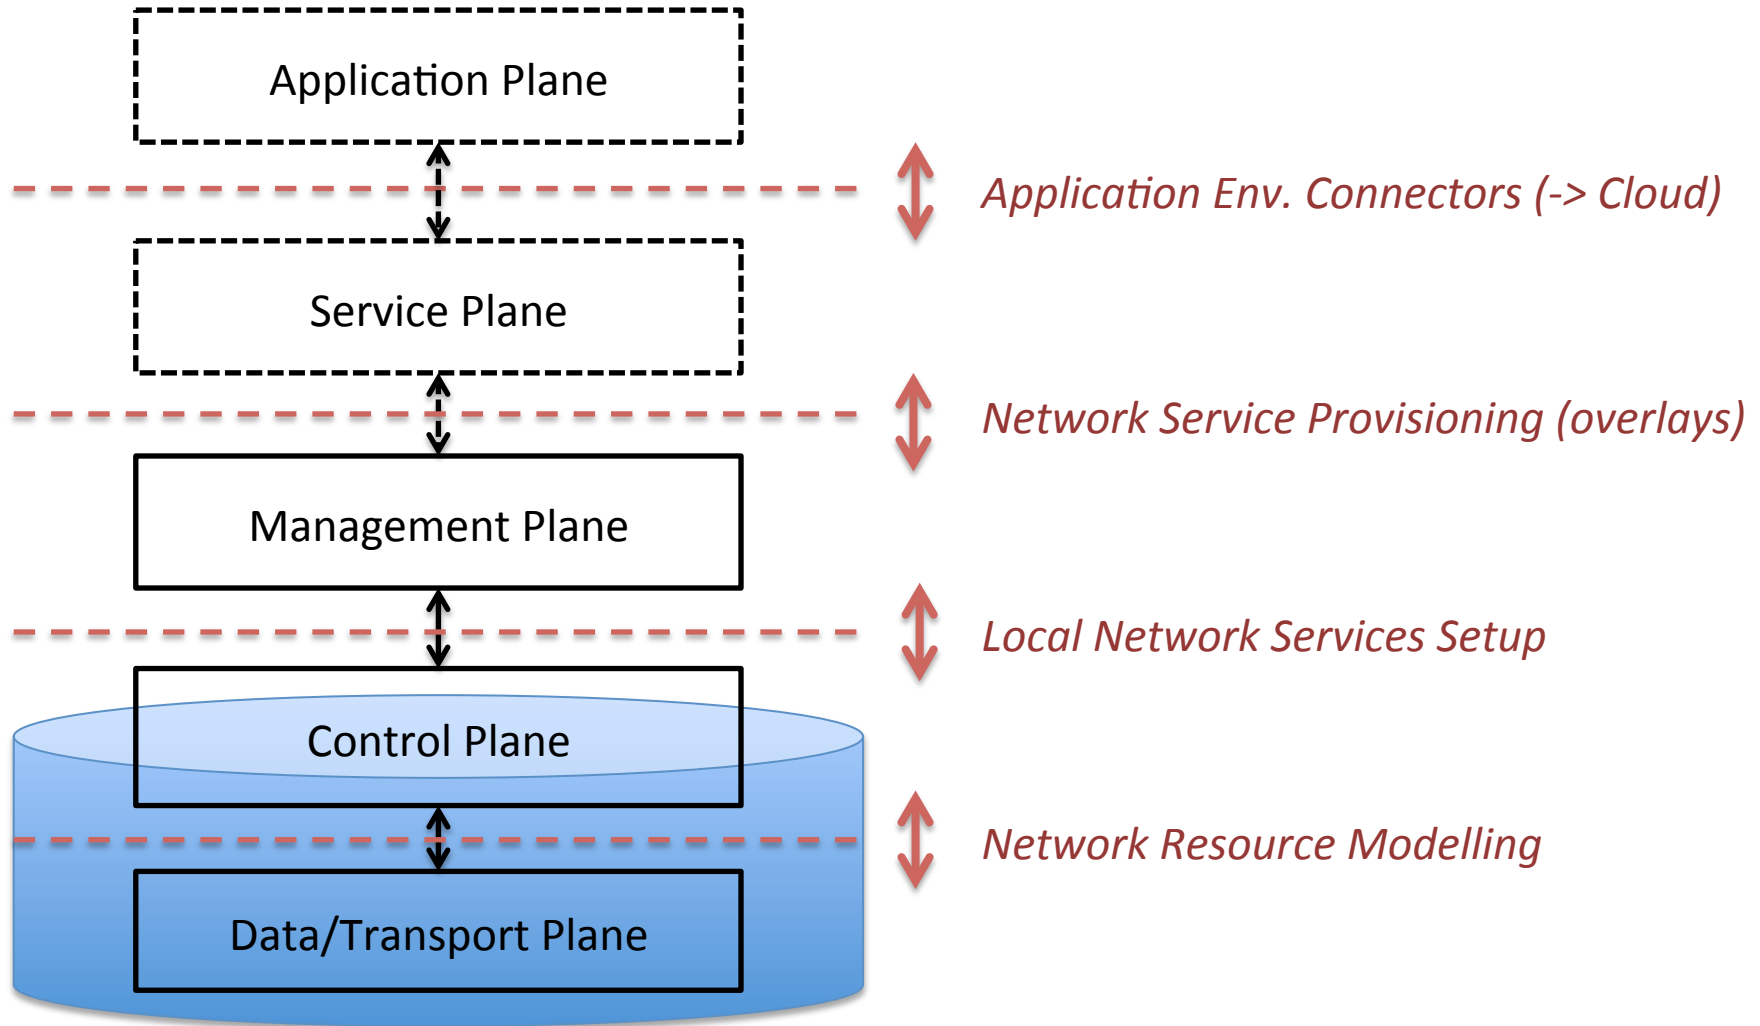 Application Plane
Application Env. Connectors (-> Cloud)
Service Plane
Network Service Provisioning (overlays)
Management Plane
Local Network Services Setup
Control Plane
Network Resource Modelling
Data/Transport Plane